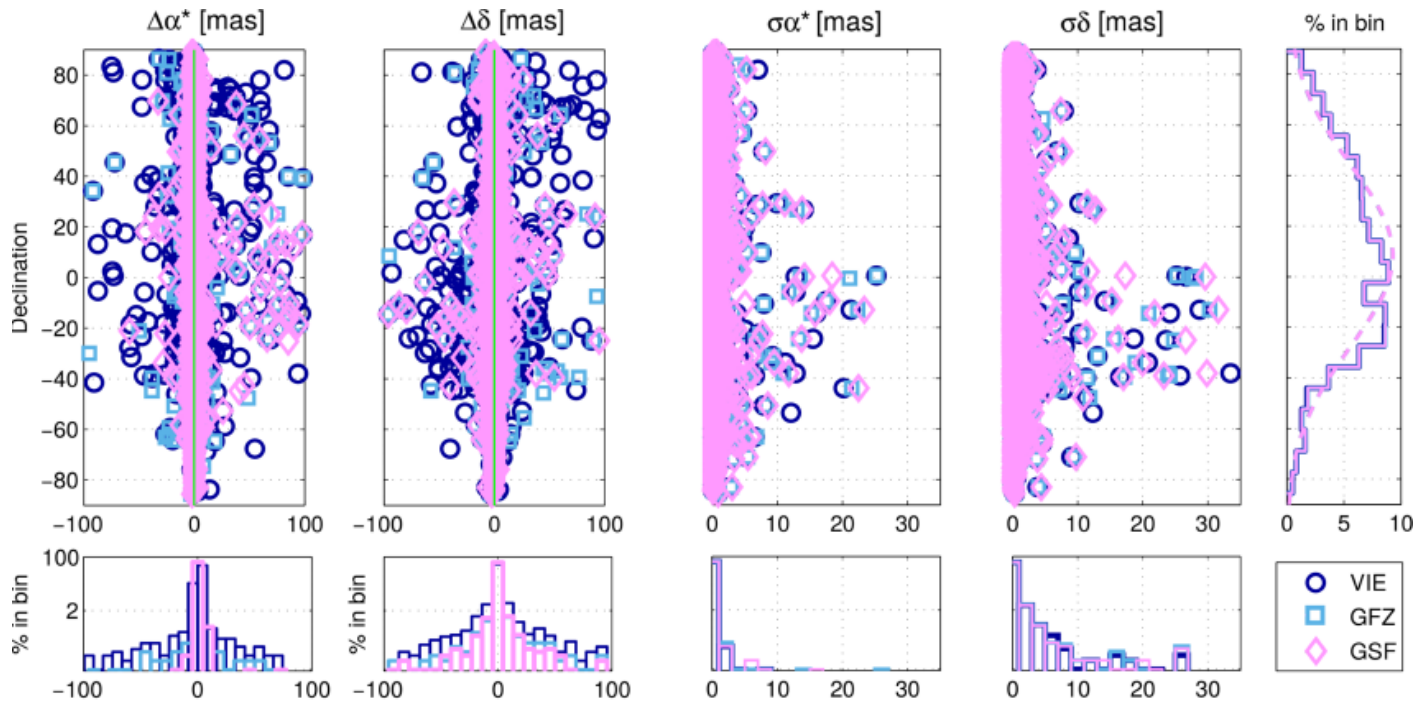 Δα* [mas]
Δδ [mas]
σα* [mas]
σδ [mas]
% in bin
Declination
80
60
40
20
0
−20
−40
−60
−80
−100 0 100
−100 0 100
0 10 20 30
0 10 20 30
0 5 10
% in bin
100
2
−100 0 100
% in bin
−100 0 100
0 10 20 30
0 10 20 30
VIE
GFZ
GSF